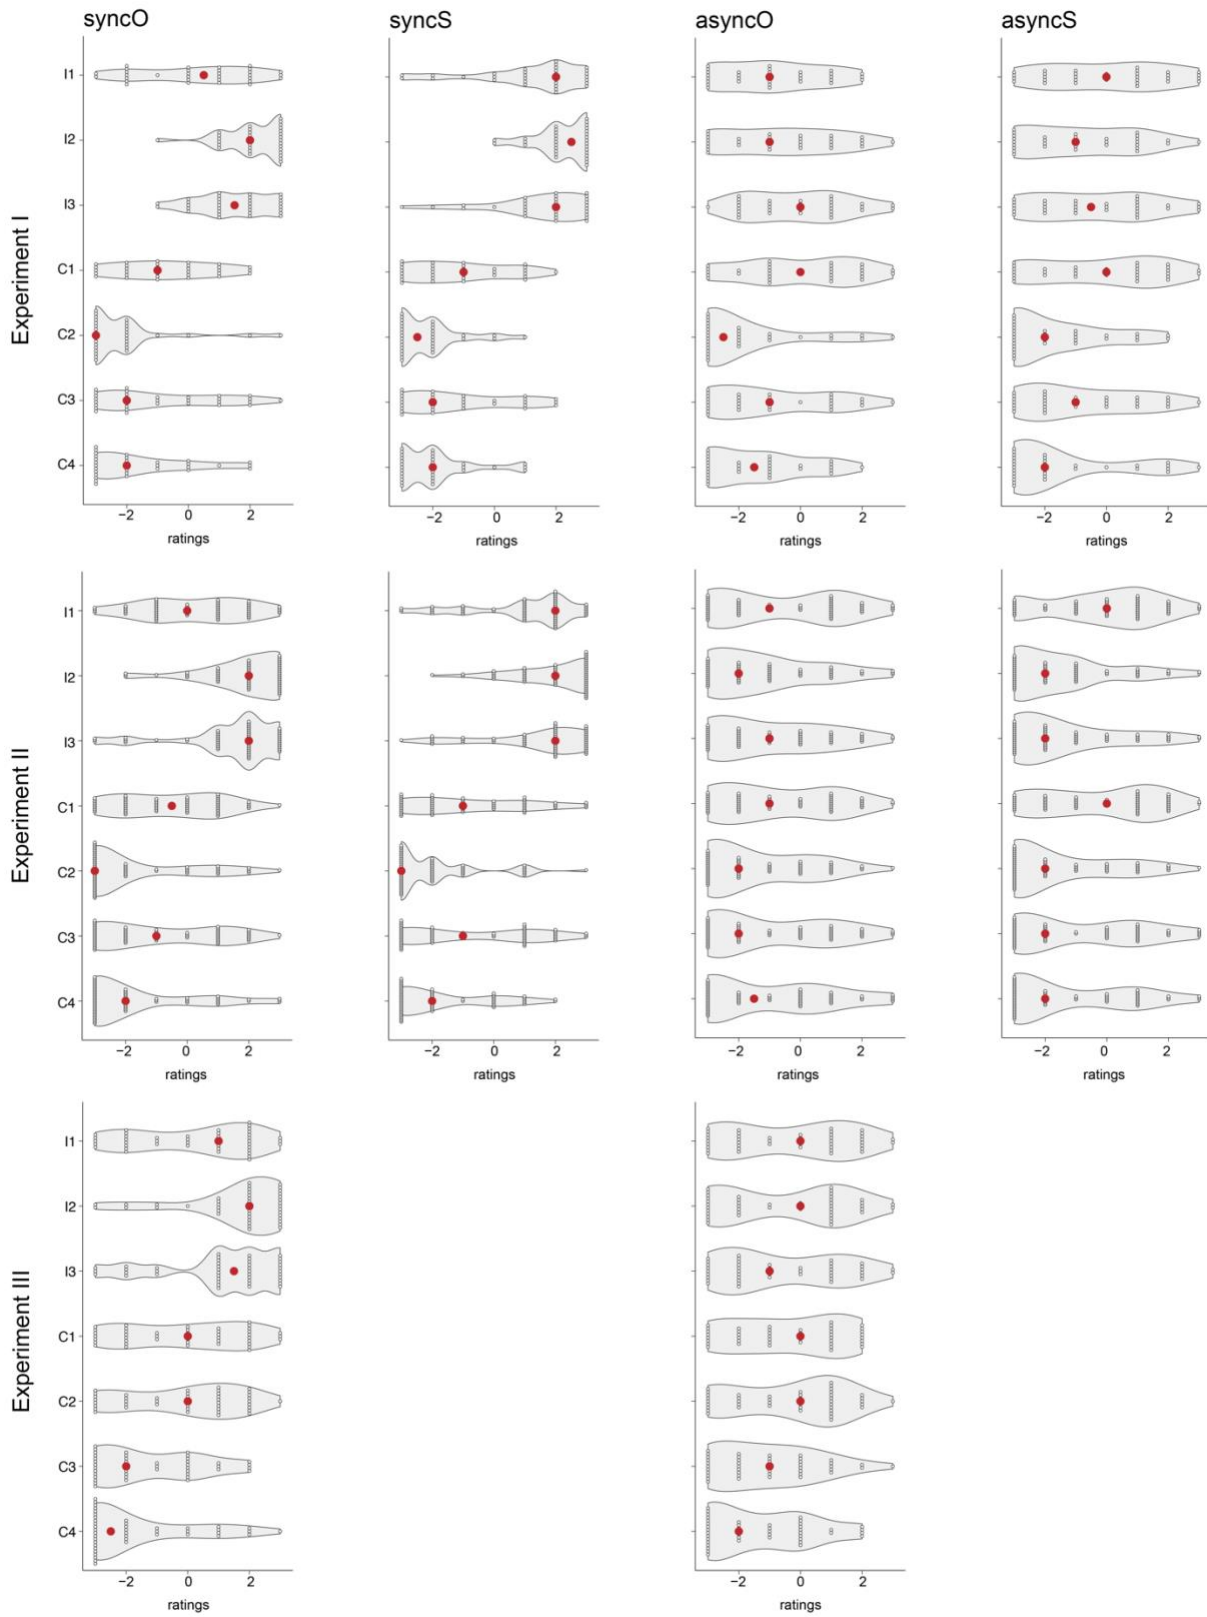 syncO syncS asyncO asyncS
Experiment I
I1
I2
I3
C1
C2
C3
C4
−2 0 2 −2 0 2 −2 0 2 −2 0 2
ratings ratings ratings ratings
Experiment II
I1
I2
I3
C1
C2
C3
C4
−2 0 2 −2 0 2 −2 0 2 −2 0 2
ratings ratings ratings ratings
Experiment III
I1
I2
I3
C1
C2
C3
C4
−2 0 2 −2 0 2
ratings ratings